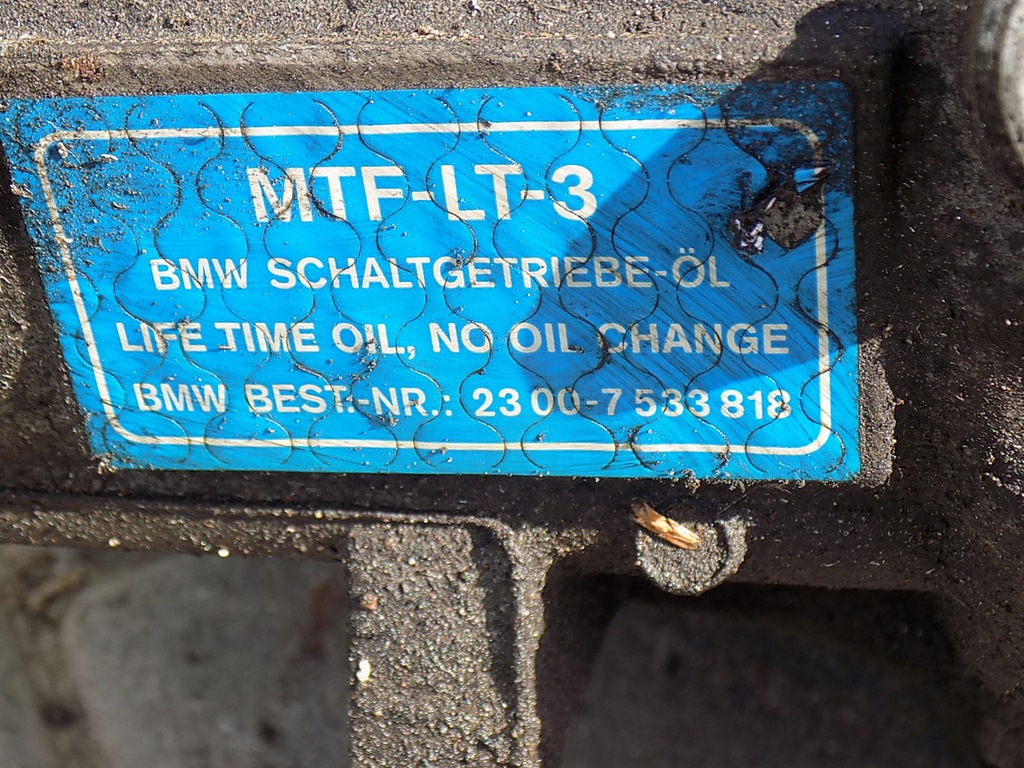 MTF-LT-3
BMW SCHALTGETRIEBE-ÖL
LIFE TIME OIL, NO OIL CHANGE
BMW BEST.-NR.: 23 00-7 533 818